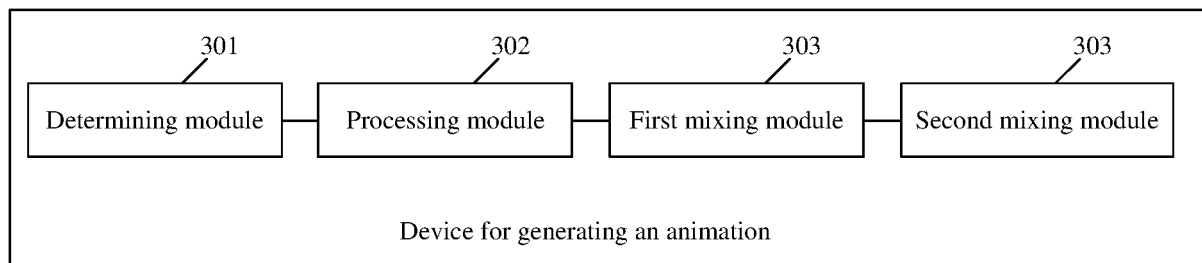 301 302 303 303
Determining module Processing module First mixing module Second mixing module
Device for generating an animation